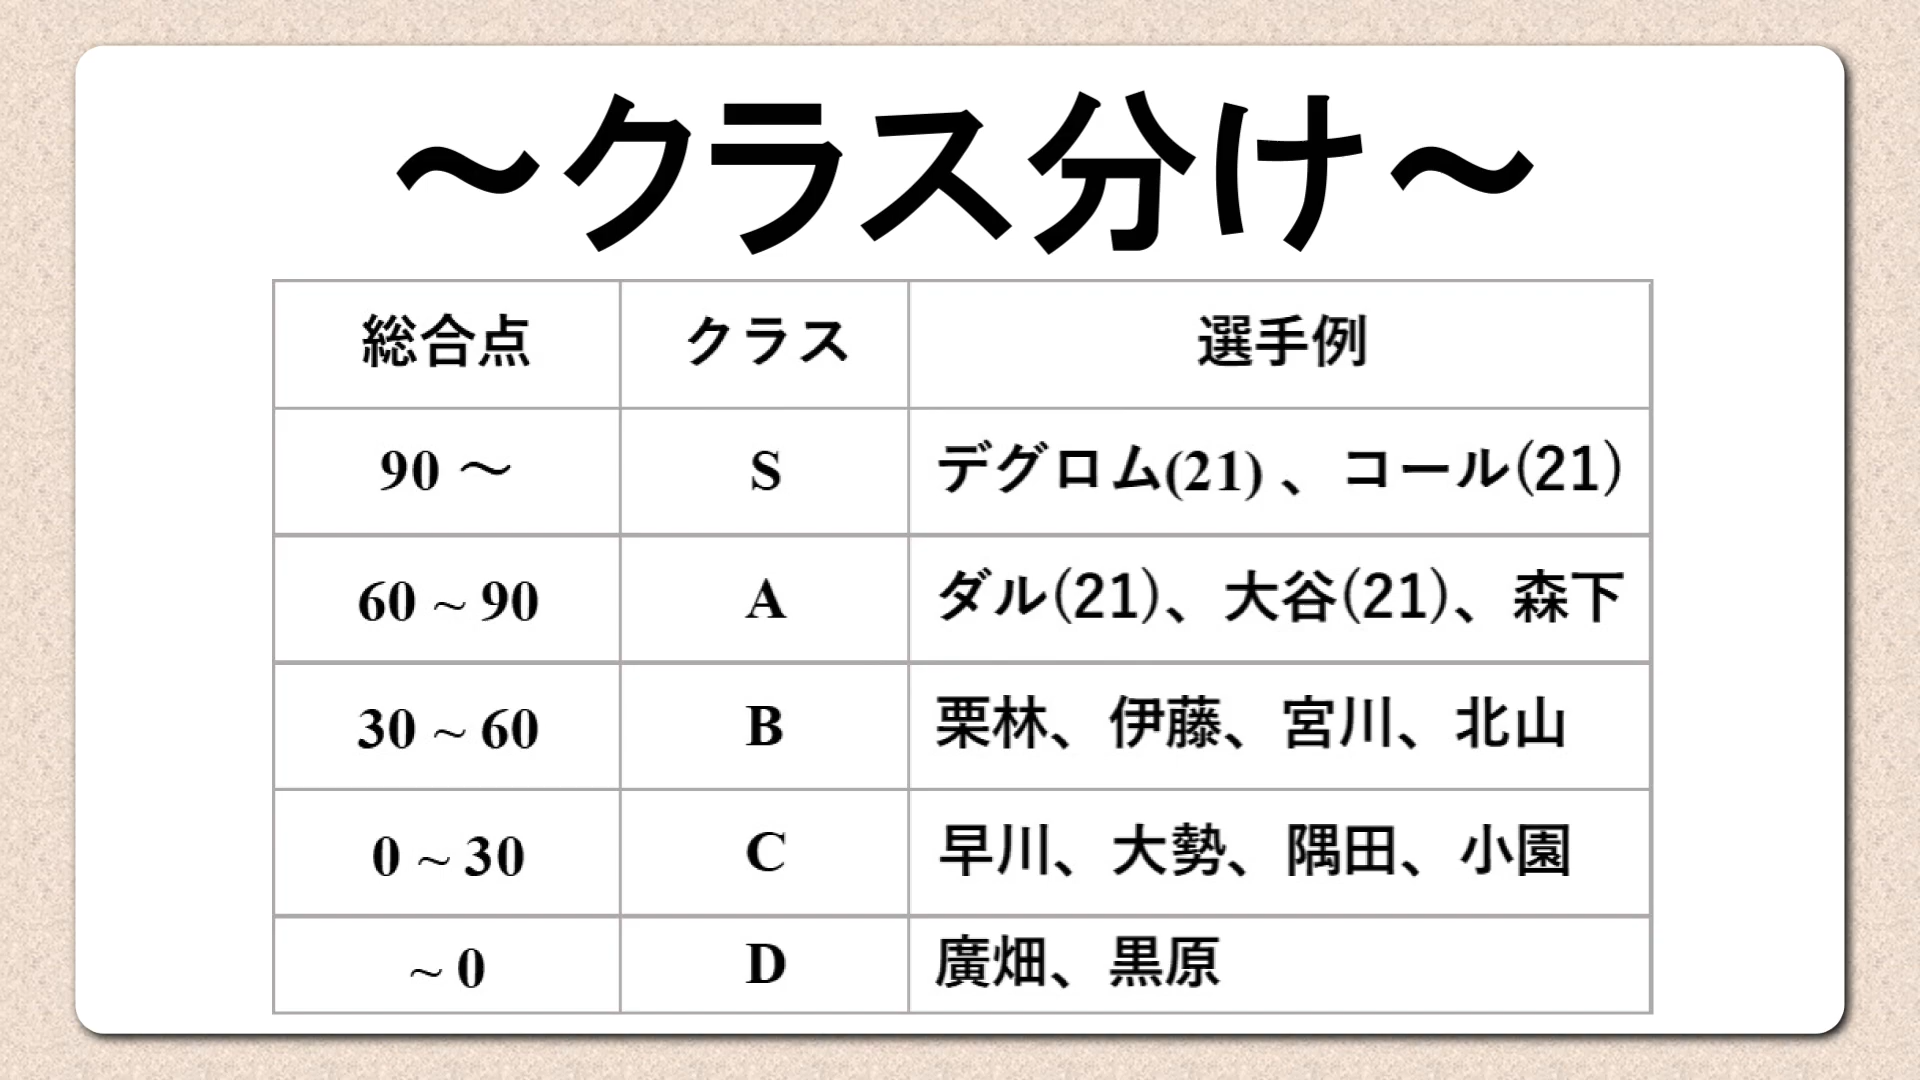 ～クラス分け～
総合点 クラス 選手例
90 ～ S デグロム(21) 、コール(21)
60 ~ 90 A ダル(21)、大谷(21)、森下
30 ~ 60 B 栗林、伊藤、宮川、北山
0 ~ 30 C 早川、大勢、隅田、小園
~ 0 D 廣畑、黒原